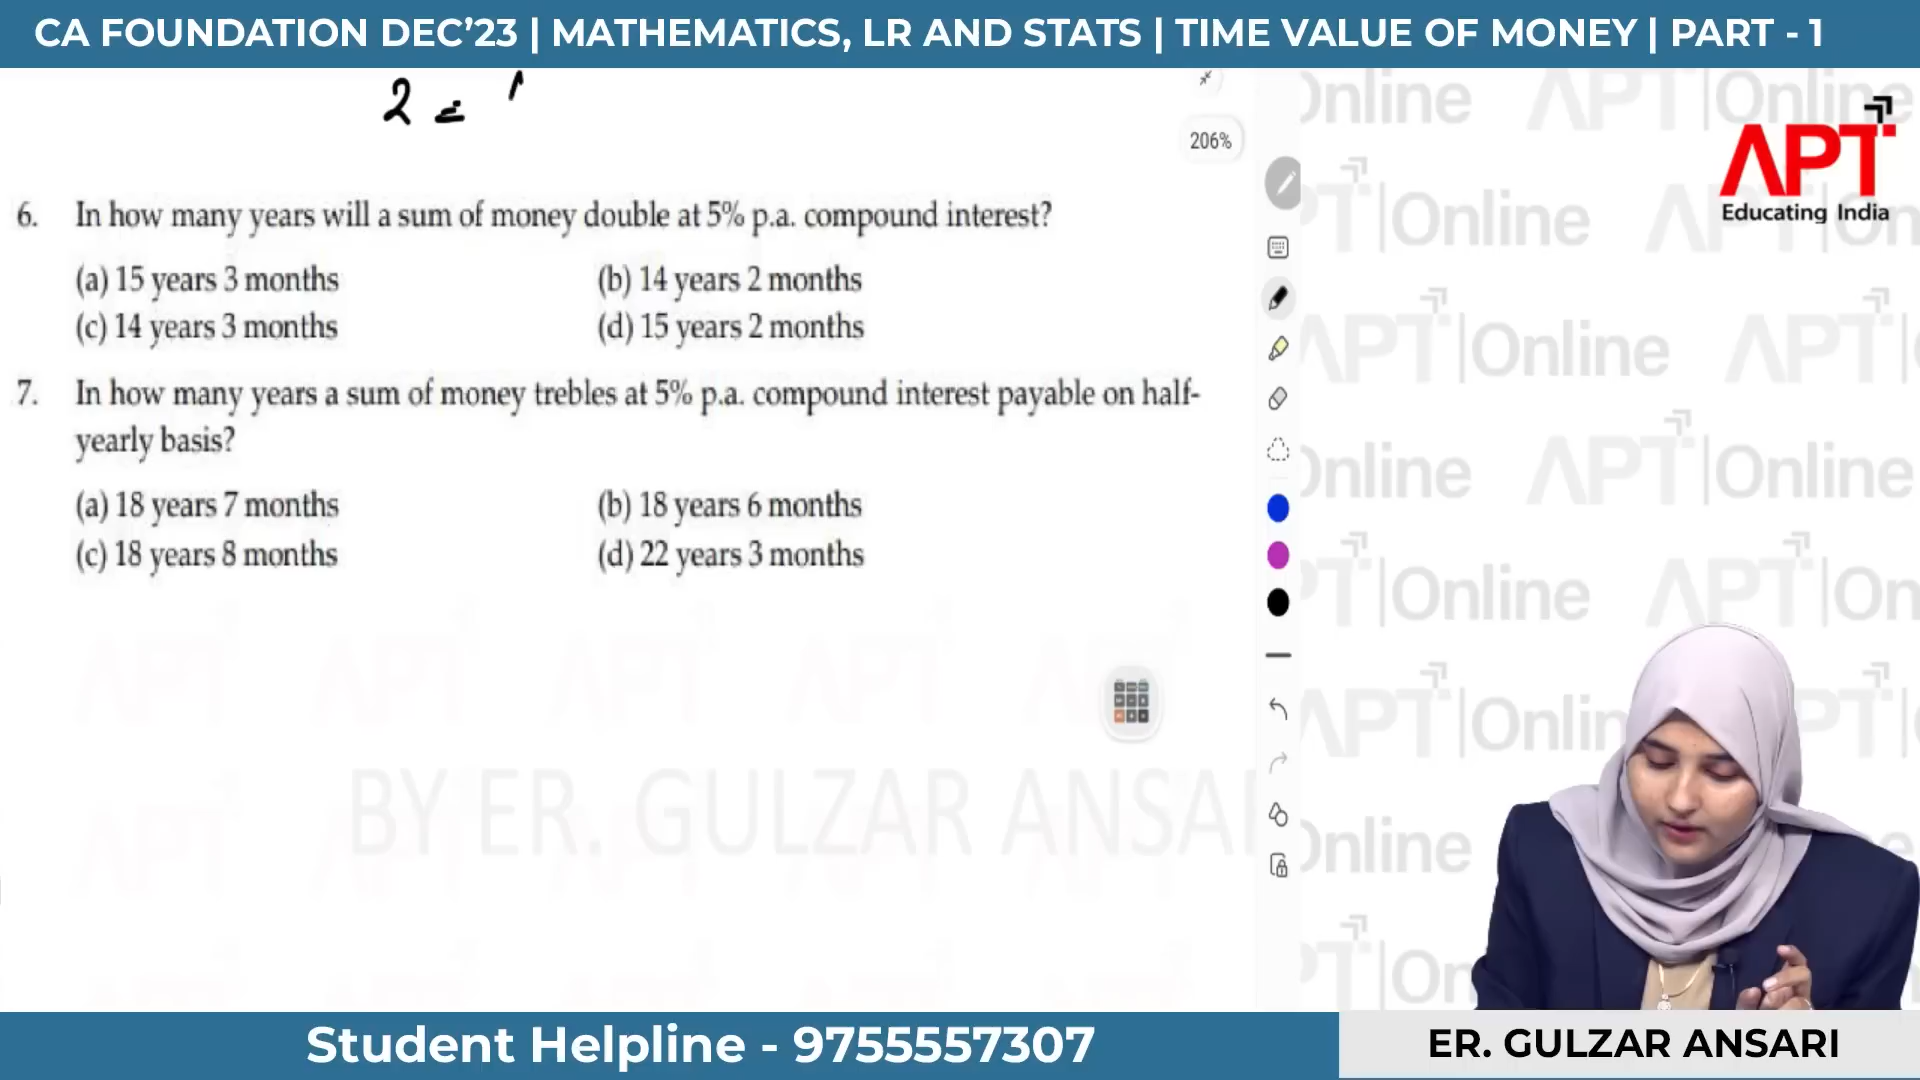 CA FOUNDATION DEC’23 | MATHEMATICS, LR AND STATS | TIME VALUE OF MONEY | PART - 1
2 =
206%
APT
Educating India
6. In how many years will a sum of money double at 5% p.a. compound interest?
(a) 15 years 3 months (b) 14 years 2 months
(c) 14 years 3 months (d) 15 years 2 months
7. In how many years a sum of money trebles at 5% p.a. compound interest payable on half-
yearly basis?
(a) 18 years 7 months (b) 18 years 6 months
(c) 18 years 8 months (d) 22 years 3 months
BY ER. GULZAR ANSARI
APT|Online
Student Helpline - 9755557307
ER. GULZAR ANSARI